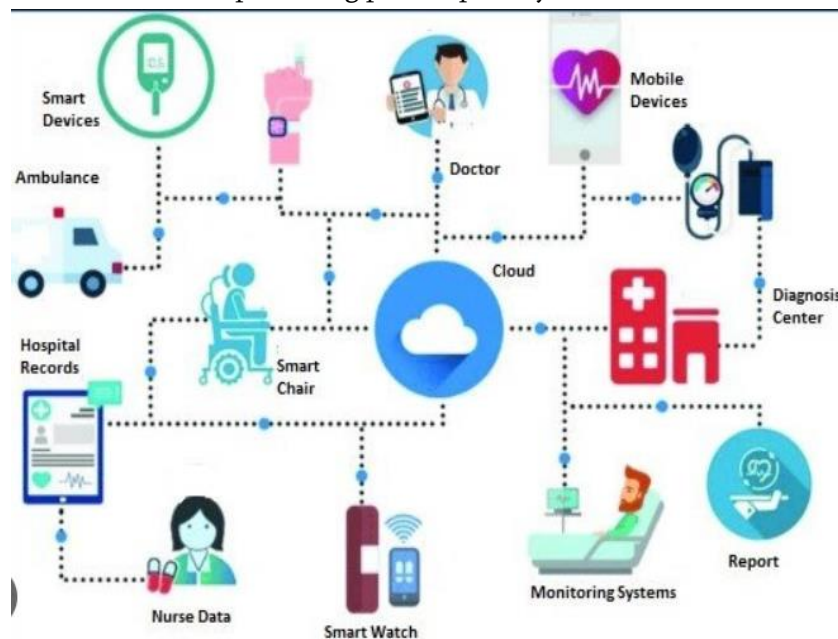 Smart
Devices
Mobile
Devices
Doctor
Ambulance
Cloud
Diagnosis
Center
Hospital
Records
Smart
Chair
Report
Monitoring Systems
Nurse Data
Smart Watch